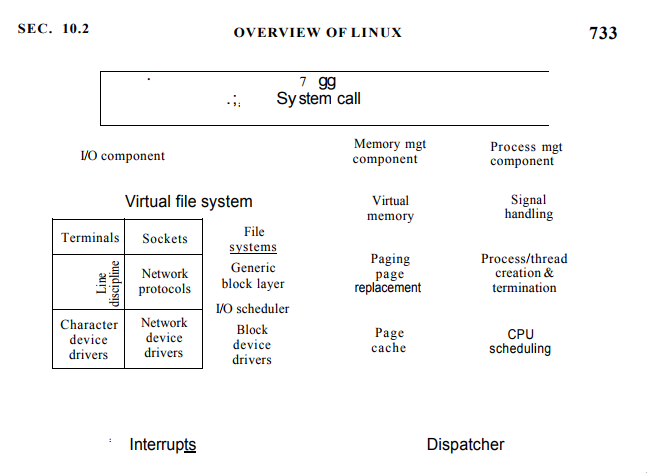 SEC. 10.2
OVERVIEW OF LINUX
733
7 gg
.;; System call
I/O component
Memory mgt
component
Process mgt
component
Virtual file system
Virtual
memory
Signal
handling
Terminals
Sockets
File
systems
Line
discipline
Network
protocols
Generic
block layer
Paging
page
replacement
Process/thread
creation &
termination
I/O scheduler
Character
device
drivers
Network
device
drivers
Block
device
drivers
Page
cache
CPU
scheduling
Interrupts
Dispatcher